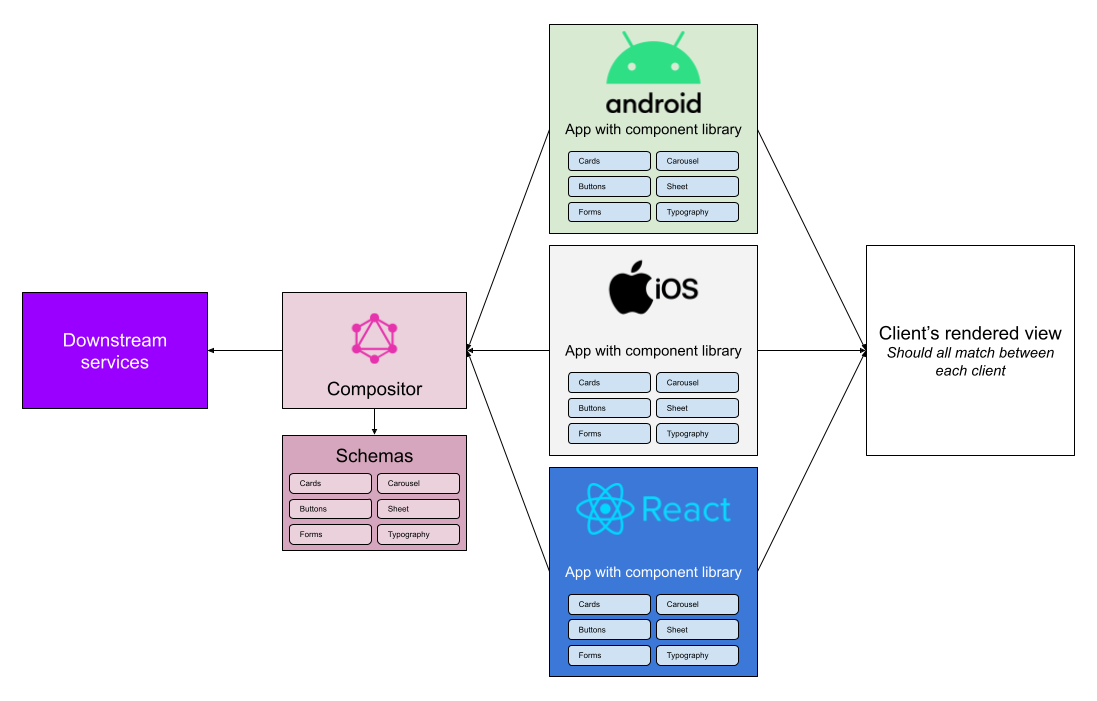 Downstream
services
Compositor
Schemas
Cards
Carousel
Buttons
Sheet
Forms
Typography
android
App with component library
Cards
Carousel
Buttons
Sheet
Forms
Typography
iOS
App with component library
Cards
Carousel
Buttons
Sheet
Forms
Typography
React
App with component library
Cards
Carousel
Buttons
Sheet
Forms
Typography
Client's rendered view
Should all match between
each client